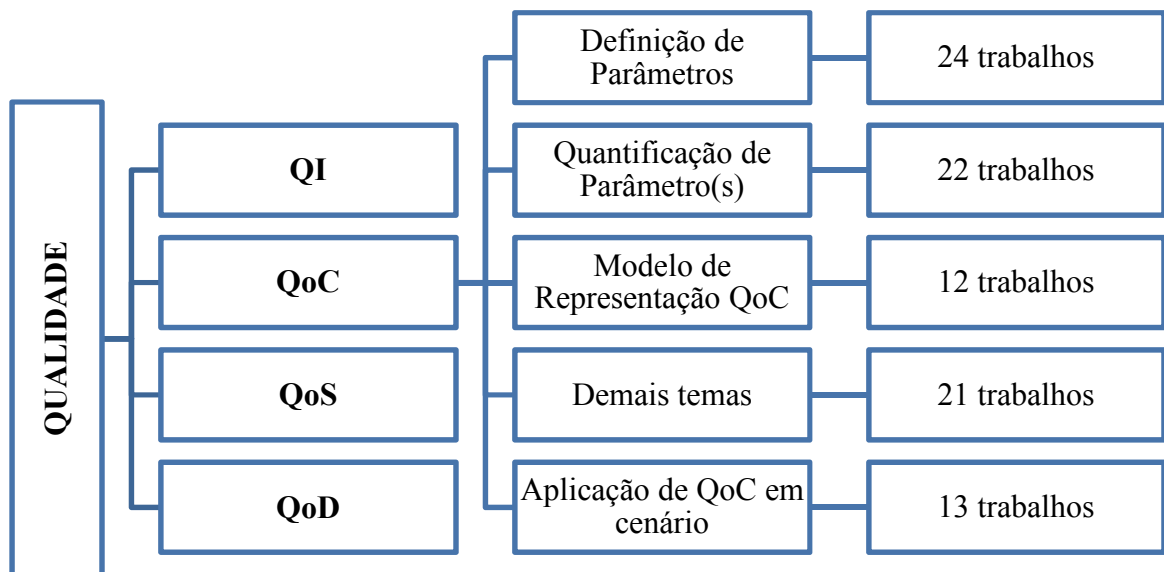 QUALIDADE
QI
QoC
QoS
QoD
Definição de
Parâmetros
24 trabalhos
Quantificação de
Parâmetro(s)
22 trabalhos
Modelo de
Representação QoC
12 trabalhos
Demais temas
21 trabalhos
Aplicação de QoC em
cenário
13 trabalhos